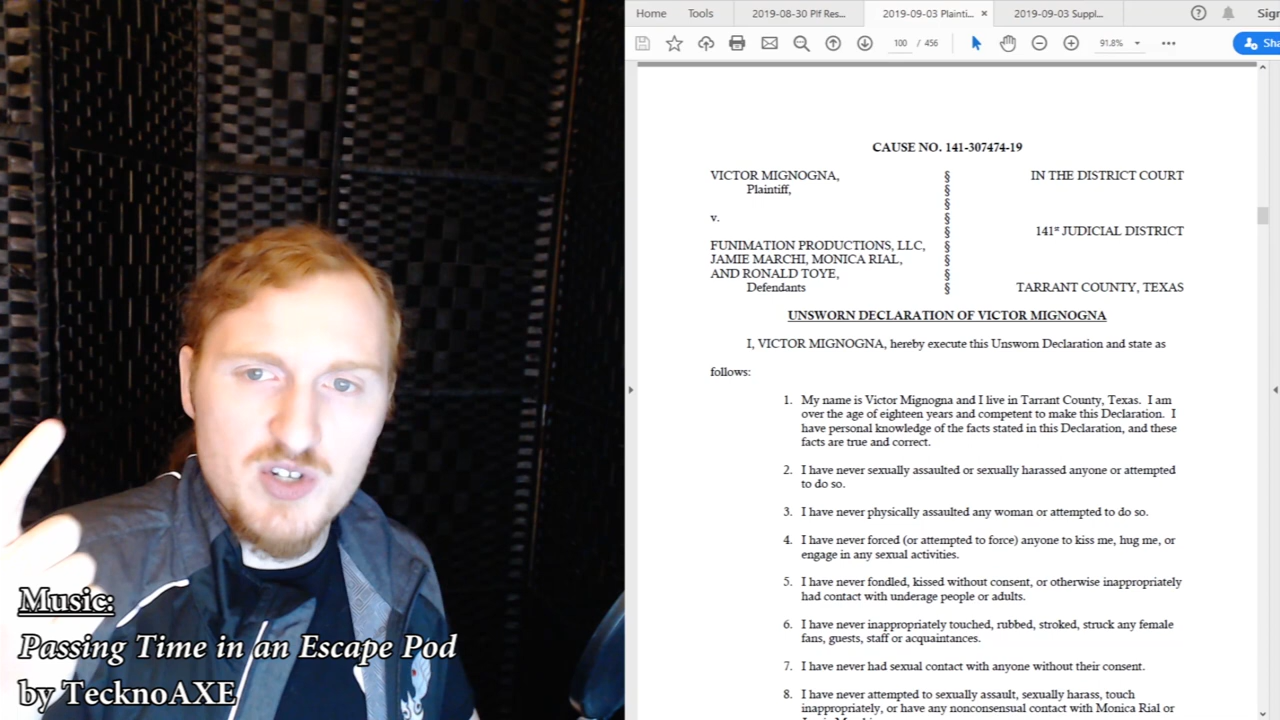 Home
Tools
2019-08-30 Plf Res...
2019-09-03 Plainti...
2019-09-03 Suppl...
100 / 456
91.8%
CAUSE NO. 141-307474-19
VICTOR MIGNOGNA,
Plaintiff,
v.
FUNIMATION PRODUCTIONS, LLC,
JAMIE MARCHI, MONICA RIAL,
AND RONALD TOYE,
Defendants
§
§
§
§
§
§
§
§
§
IN THE DISTRICT COURT
141st JUDICIAL DISTRICT
TARRANT COUNTY, TEXAS
UNSWORN DECLARATION OF VICTOR MIGNOGNA
I, VICTOR MIGNOGNA, hereby execute this Unsworn Declaration and state as
follows:
1. My name is Victor Mignogna and I live in Tarrant County, Texas. I am
over the age of eighteen years and competent to make this Declaration. I
have personal knowledge of the facts stated in this Declaration, and these
facts are true and correct.
2. I have never sexually assaulted or sexually harassed anyone or attempted
to do so.
3. I have never physically assaulted any woman or attempted to do so.
4. I have never forced (or attempted to force) anyone to kiss me, hug me, or
engage in any sexual activities.
5. I have never fondled, kissed without consent, or otherwise inappropriately
had contact with underage people or adults.
6. I have never inappropriately touched, rubbed, stroked, struck any female
fans, guests, staff or acquaintances.
7. I have never had sexual contact with anyone without their consent.
8. I have never attempted to sexually assault, sexually harass, touch
inappropriately, or have any nonconsensual contact with Monica Rial or
Music:
Passing Time in an Escape Pod
by TecknoAXE